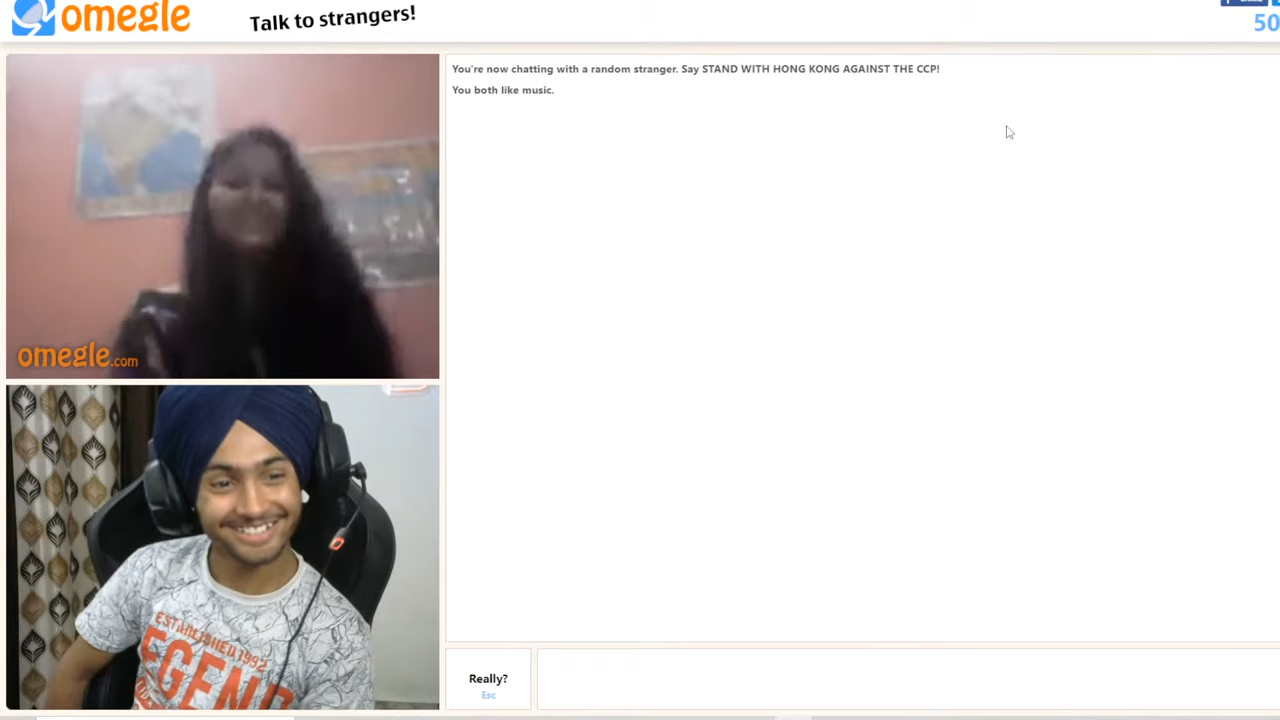 omegle
Talk to strangers!
50
You're now chatting with a random stranger. Say STAND WITH HONG KONG AGAINST THE CCP!
You both like music.
omegle.com
ESTABLISHED 1992
EGEND
Really?
Esc